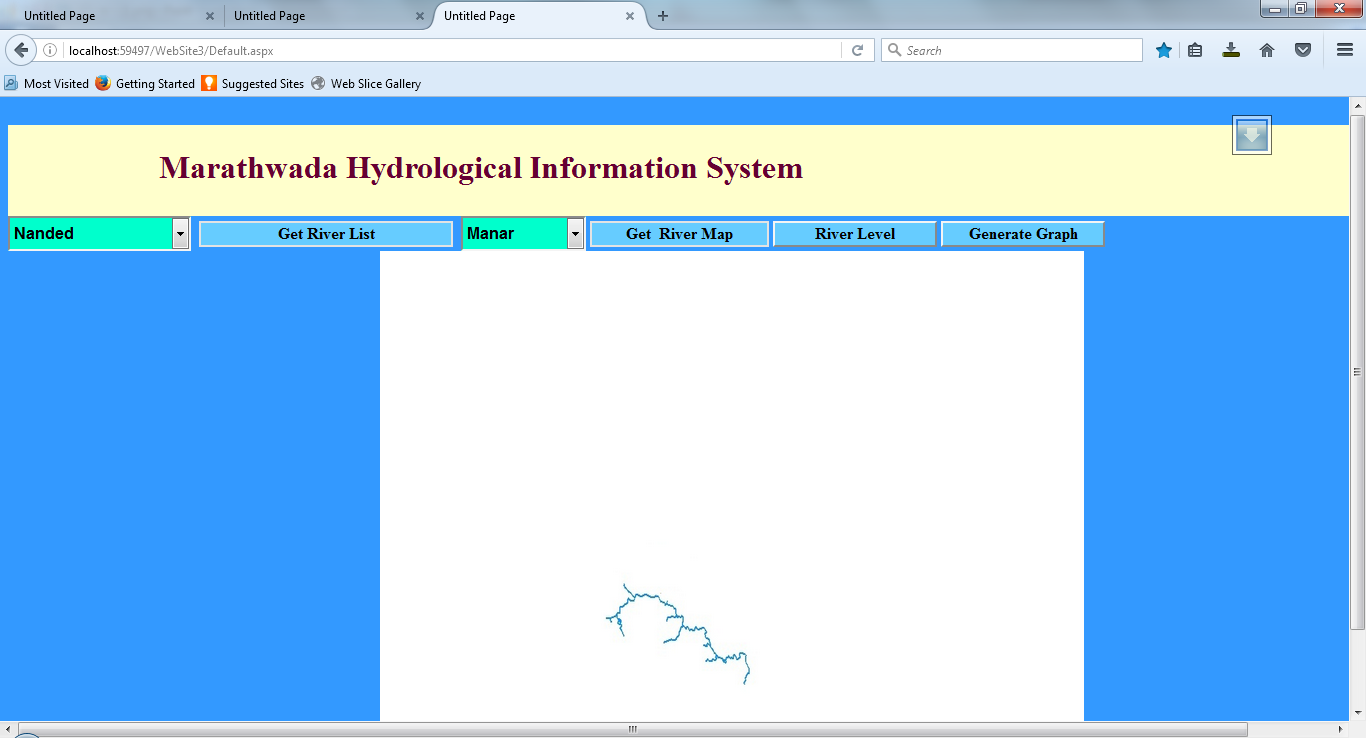 Untitled Page Untitled Page Untitled Page
localhost:59497/WebSite3/Default.aspx Search
Most Visited Getting Started Suggested Sites Web Slice Gallery
Marathwada Hydrological Information System
Nanded Get River List Manar Get River Map River Level Generate Graph